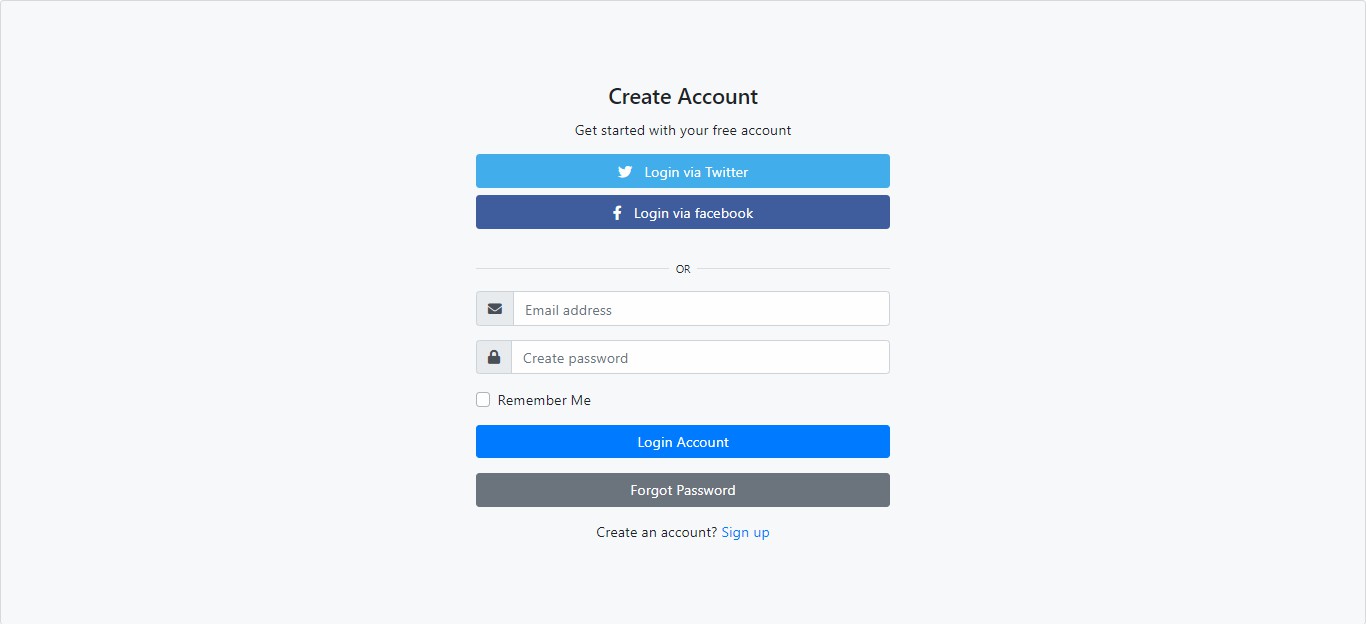 Create Account
Get started with your free account
Login via Twitter
Login via facebook
OR
Email address
Create password
Remember Me
Login Account
Forgot Password
Create an account? Sign up